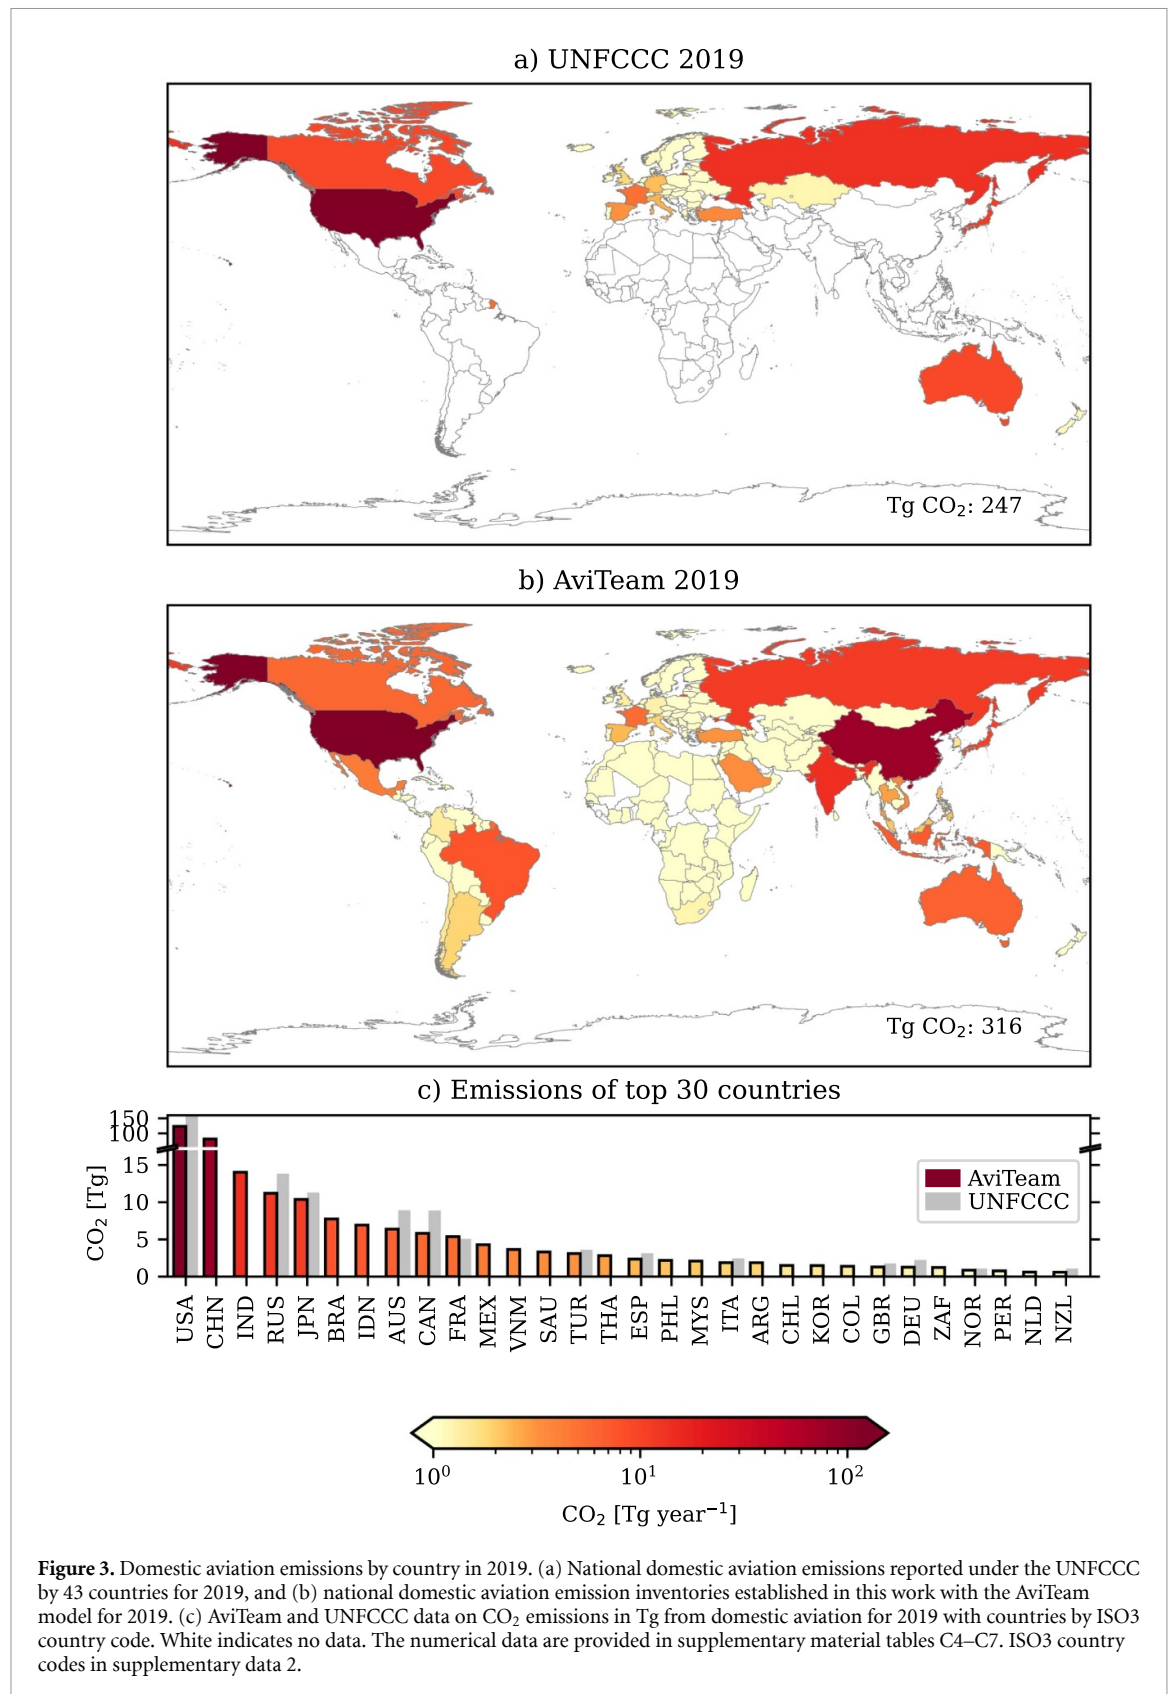 a) UNFCCC 2019
Tg CO₂: 247
b) AviTeam 2019
Tg CO₂: 316
c) Emissions of top 30 countries
150
100
15
10
5
0
CO₂ [Tg]
AviTeam
UNFCCC
USA CHN IND RUS JPN BRA IDN AUS CAN FRA MEX VNM SAU TUR THA ESP PHL MYS ITA ARG CHL KOR COL GBR DEU ZAF NOR PER NLD NZL
10⁰ 10¹ 10²
CO₂ [Tg year⁻¹]
Figure 3. Domestic aviation emissions by country in 2019. (a) National domestic aviation emissions reported under the UNFCCC
by 43 countries for 2019, and (b) national domestic aviation emission inventories established in this work with the AviTeam
model for 2019. (c) AviTeam and UNFCCC data on CO₂ emissions in Tg from domestic aviation for 2019 with countries by ISO3
country code. White indicates no data. The numerical data are provided in supplementary material tables C4–C7. ISO3 country
codes in supplementary data 2.